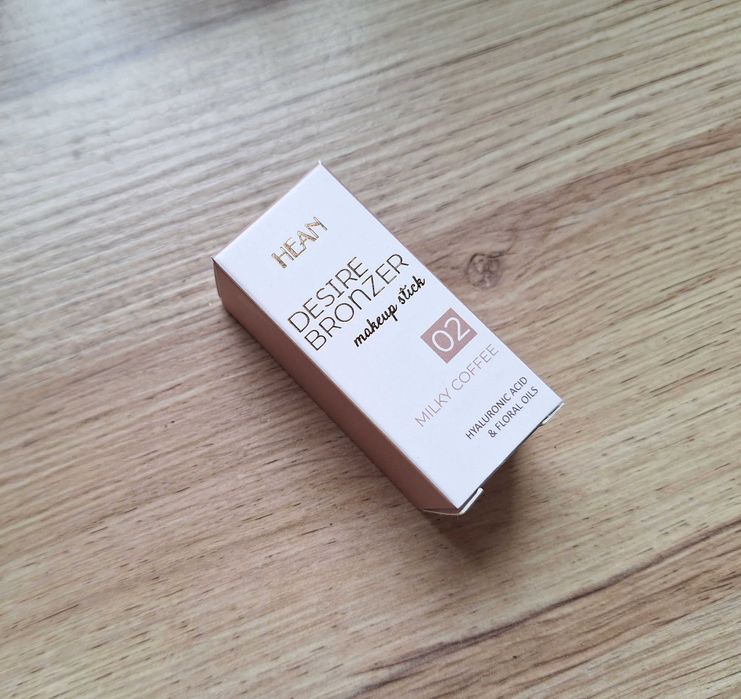 HEAN
DESIRE
BRONZER
makeup stick
02
MILKY COFFEE
HYALURONIC ACID
& FLORAL OILS